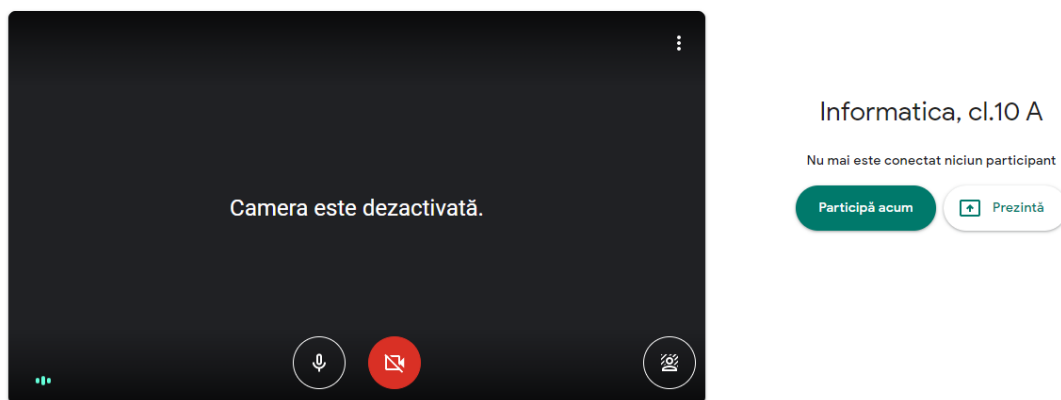 Camera este dezactivată.
Informatica, cl.10 A
Nu mai este conectat niciun participant
Participă acum
Prezintă